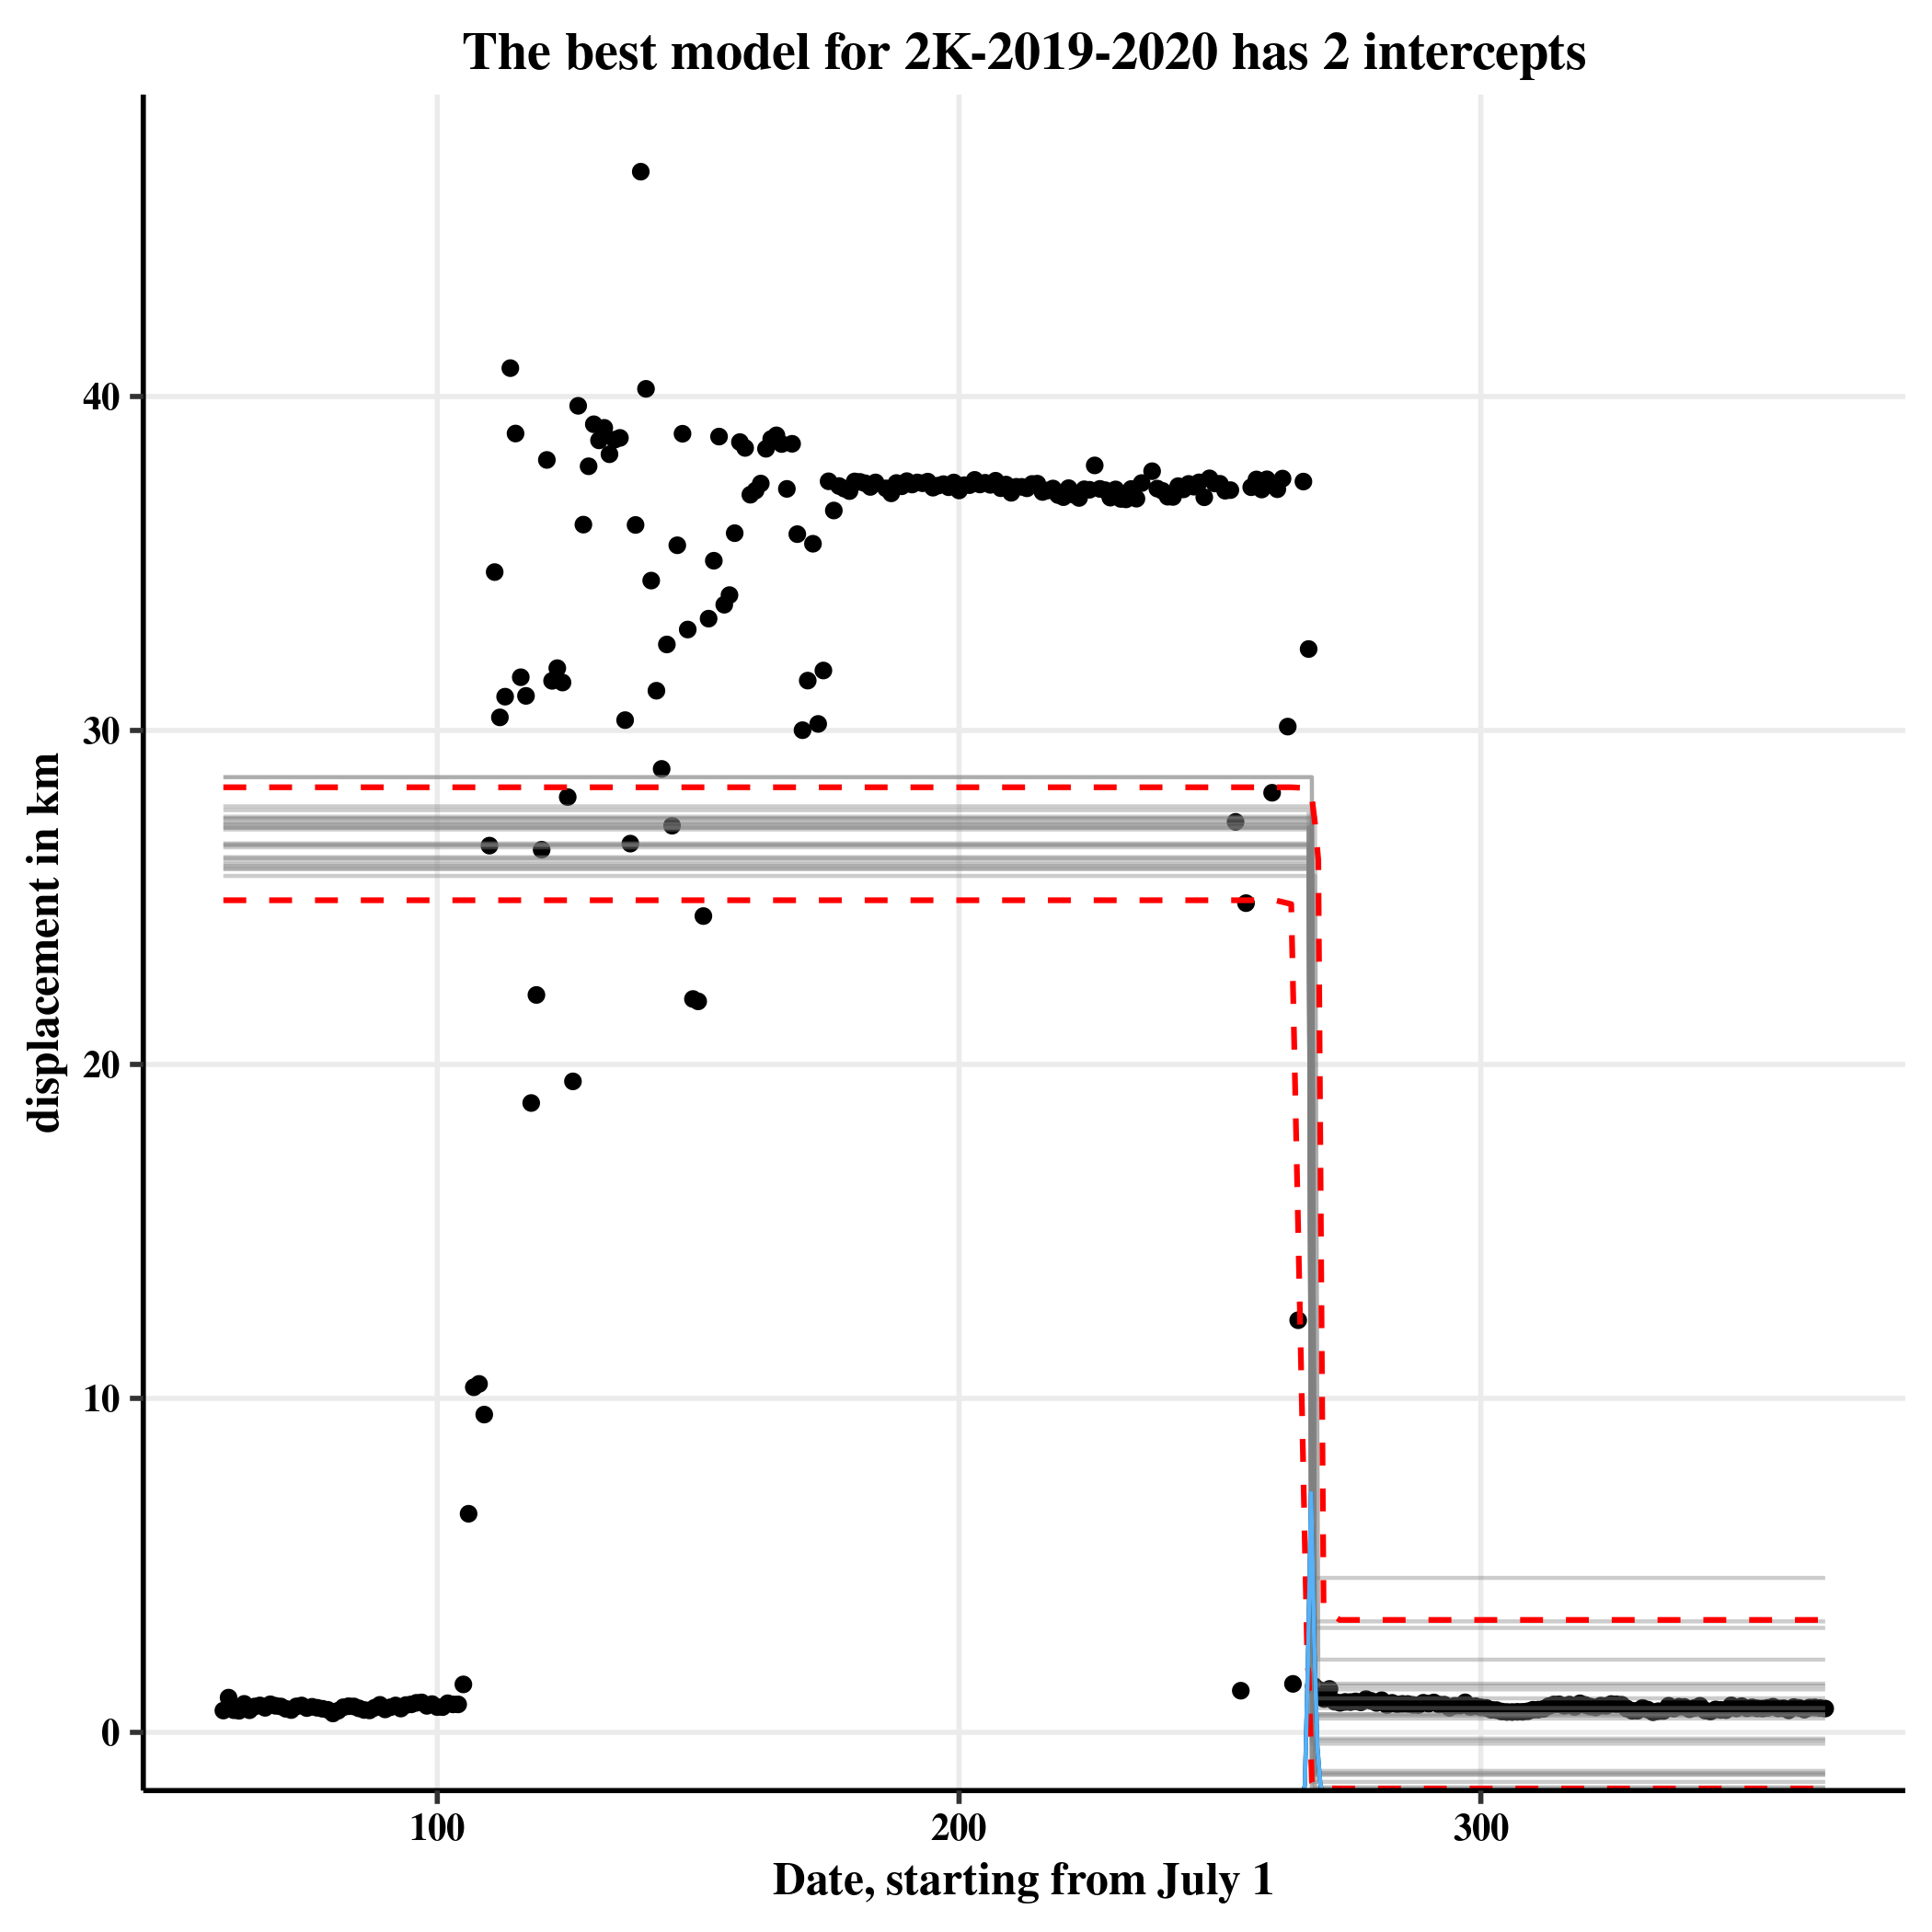 The best model for 2K-2019-2020 has 2 intercepts
displacement in km
40
30
20
10
0
100 200 300
Date, starting from July 1